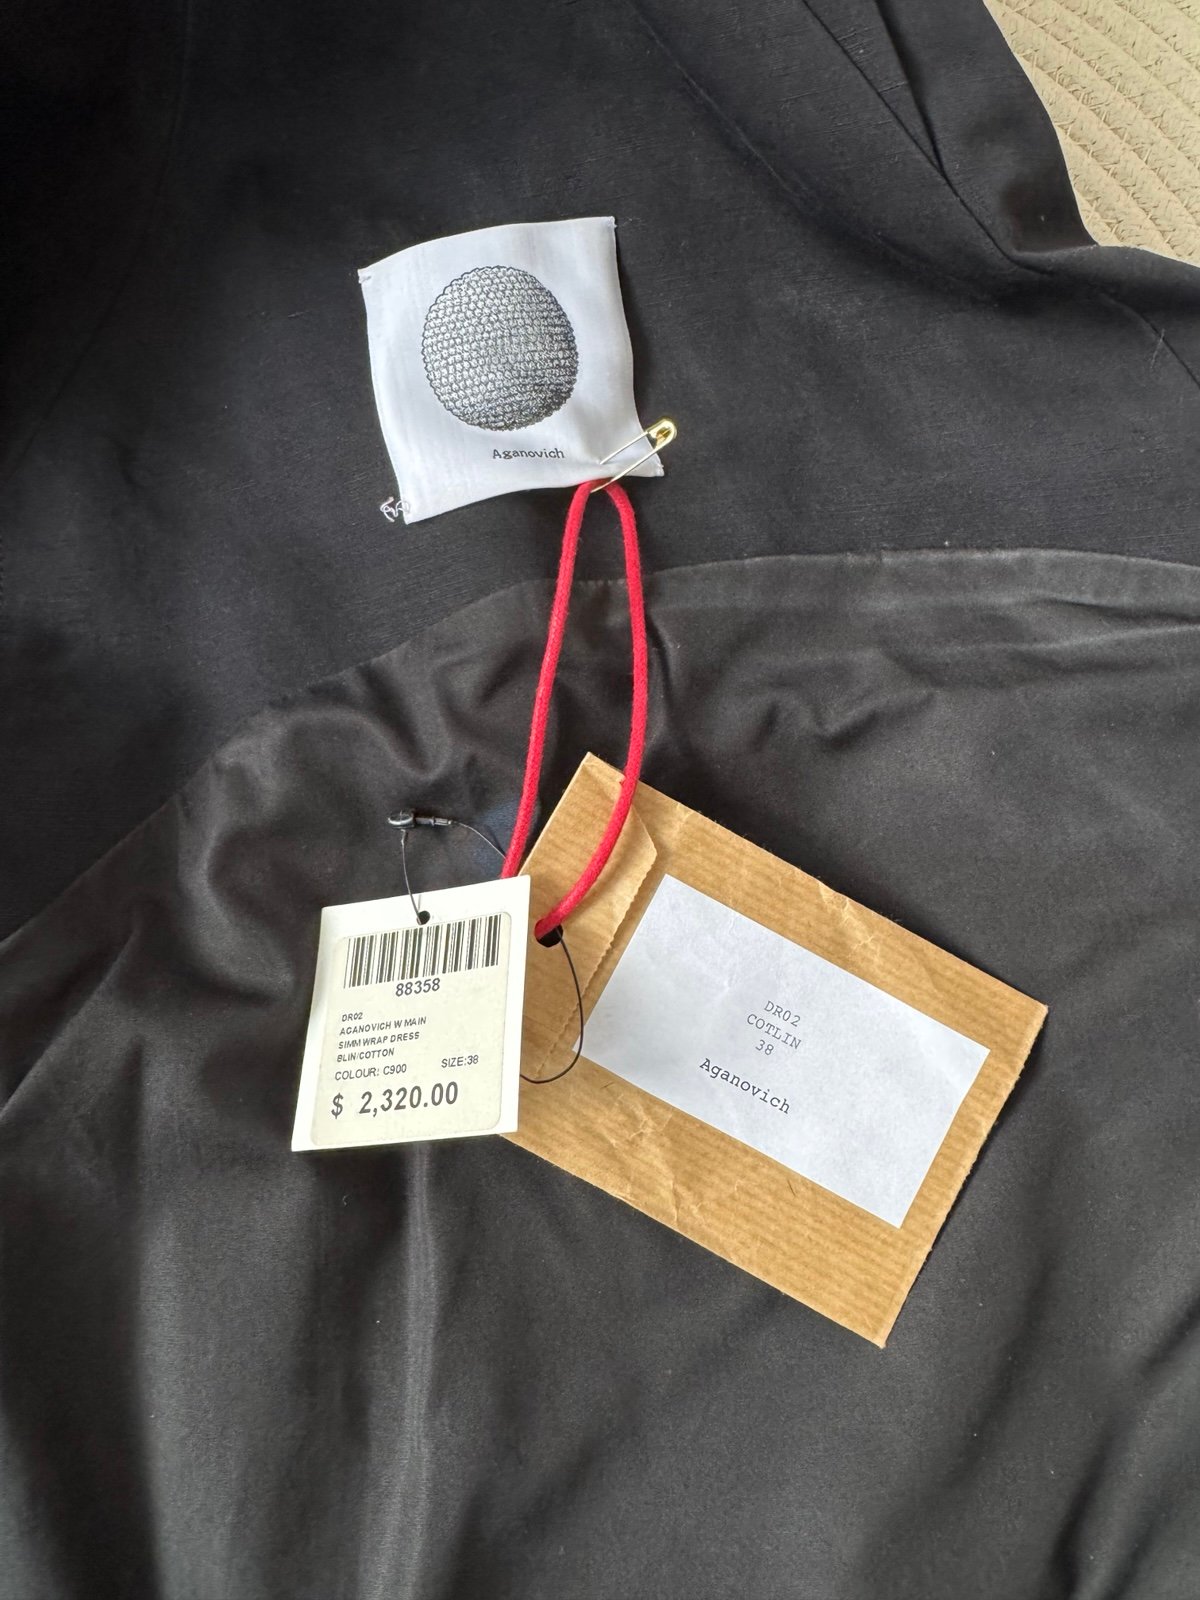 Aganovich
88358
DR02
AGANOVICH W MAIN
SIMM WRAP DRESS
BLIN/COTTON
COLOUR: C900 SIZE:38
$ 2,320.00
DR02
COTLIN
38
Aganovich